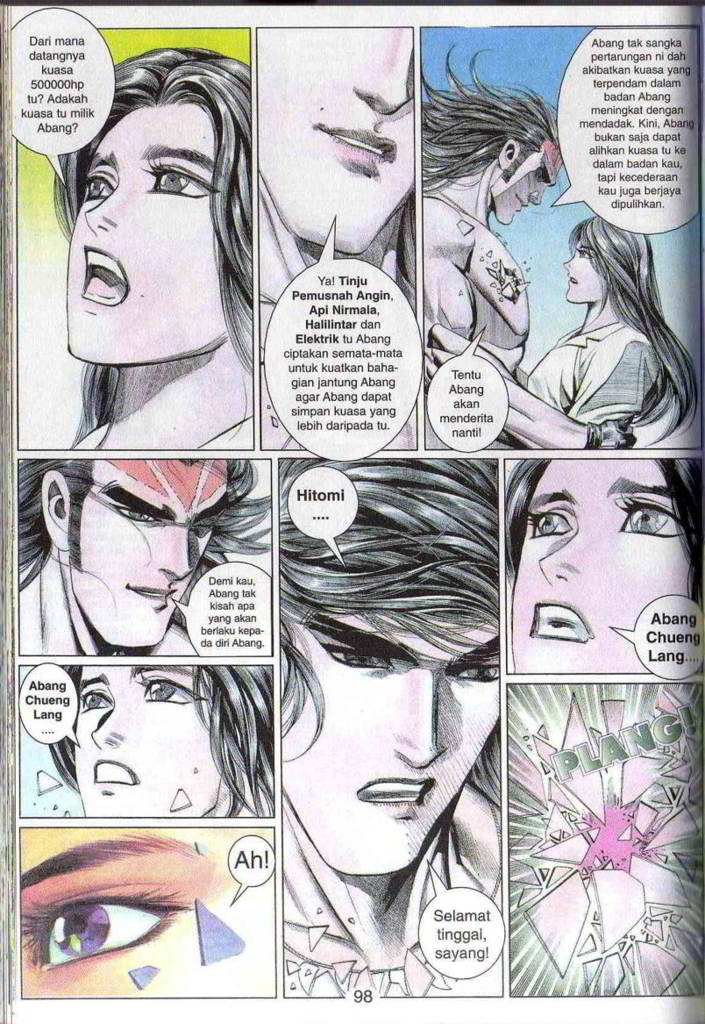 Dari mana
datangnya
kuasa
500000hp
tu? Adakah
kuasa tu milik
Abang?
Ya! Tinju
Pemusnah Angin,
Api Nirmala,
Halilintar dan
Elektrik tu Abang
ciptakan semata-mata
untuk kuatkan baha-
gian jantung Abang
agar Abang dapat
simpan kuasa yang
lebih daripada tu.
Abang tak sangka
pertarungan ni dah
akibatkan kuasa yang
terpendam dalam
badan Abang
meningkat dengan
mendadak. Kini, Abang
bukan saja dapat
alihkan kuasa tu ke
dalam badan kau,
tapi kecederaan
kau juga berjaya
dipulihkan.
Tentu
Abang
akan
menderita
nanti!
Demi kau,
Abang tak
kisah apa
yang akan
berlaku kepa-
da diri Abang.
Hitomi
....
Abang
Chueng
Lang....
Abang
Chueng
Lang
....
PLANG!
Ah!
Selamat
tinggal,
sayang!
98